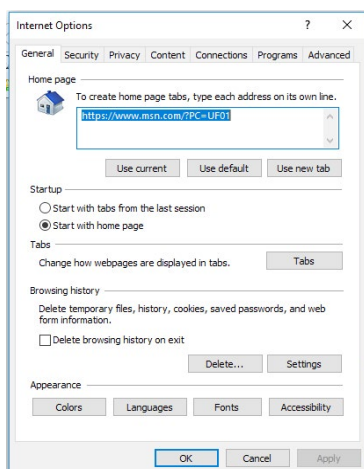 Internet Options ? X
General Security Privacy Content Connections Programs Advanced
Home page
To create home page tabs, type each address on its own line.
https://www.msn.com/?PC=UF01
Use current Use default Use new tab
Startup
Start with tabs from the last session
Start with home page
Tabs
Change how webpages are displayed in tabs. Tabs
Browsing history
Delete temporary files, history, cookies, saved passwords, and web
form information.
Delete browsing history on exit
Delete... Settings
Appearance
Colors Languages Fonts Accessibility
OK Cancel Apply